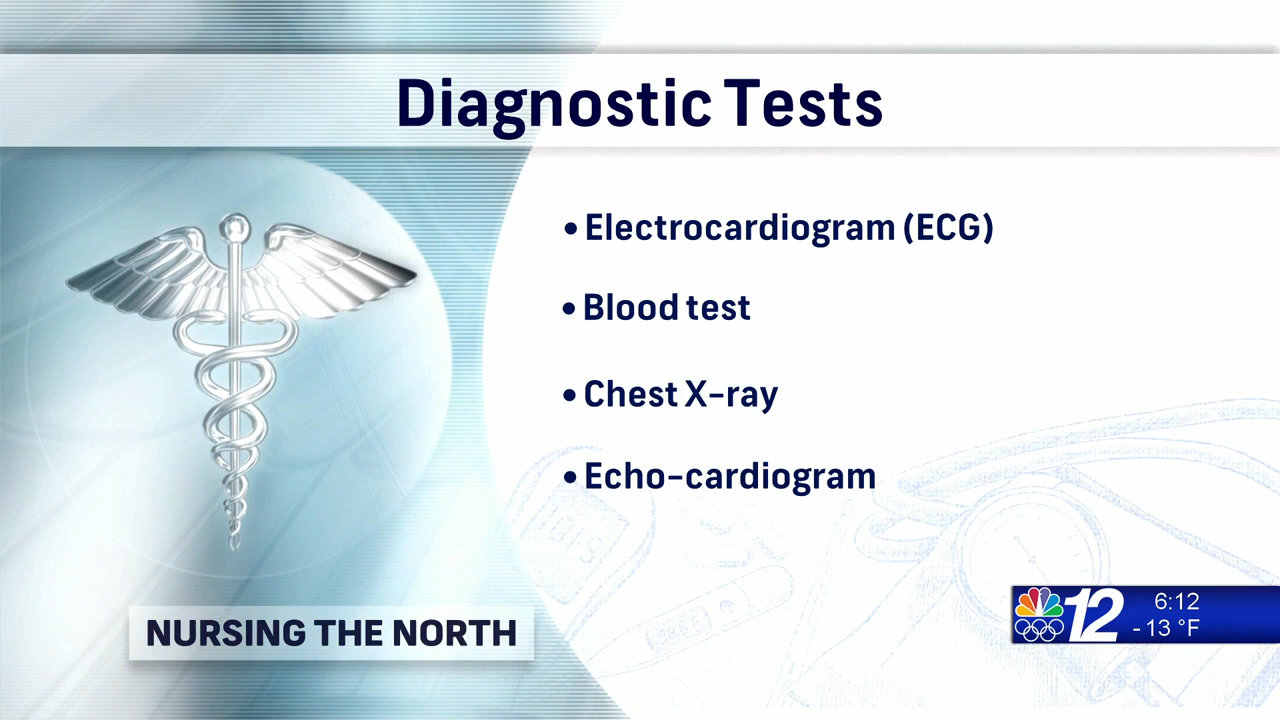 Diagnostic Tests
• Electrocardiogram (ECG)
• Blood test
• Chest X-ray
• Echo-cardiogram
NURSING THE NORTH
12
6:12
- 13 °F